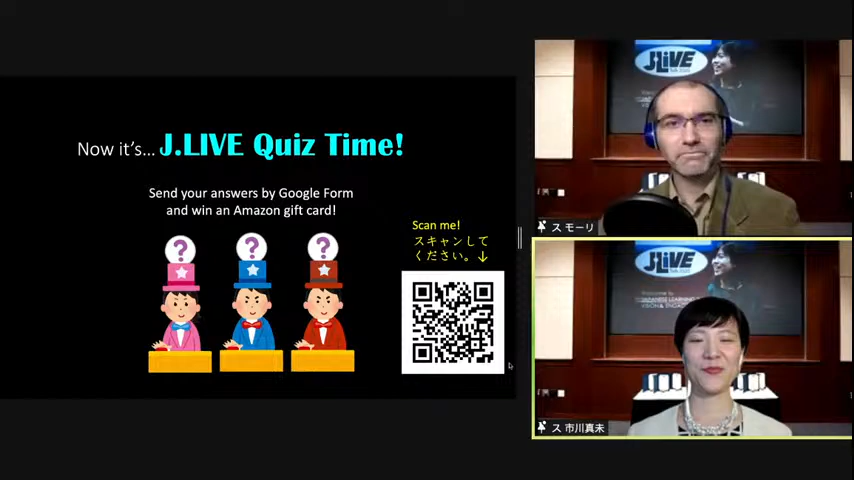 Now it's... J.LIVE Quiz Time!
Send your answers by Google Form
and win an Amazon gift card!
? ? ?
Scan me!
スキャンして
ください。↓
J.LIVE
ス モーリ
J.LIVE
ス 市川真未